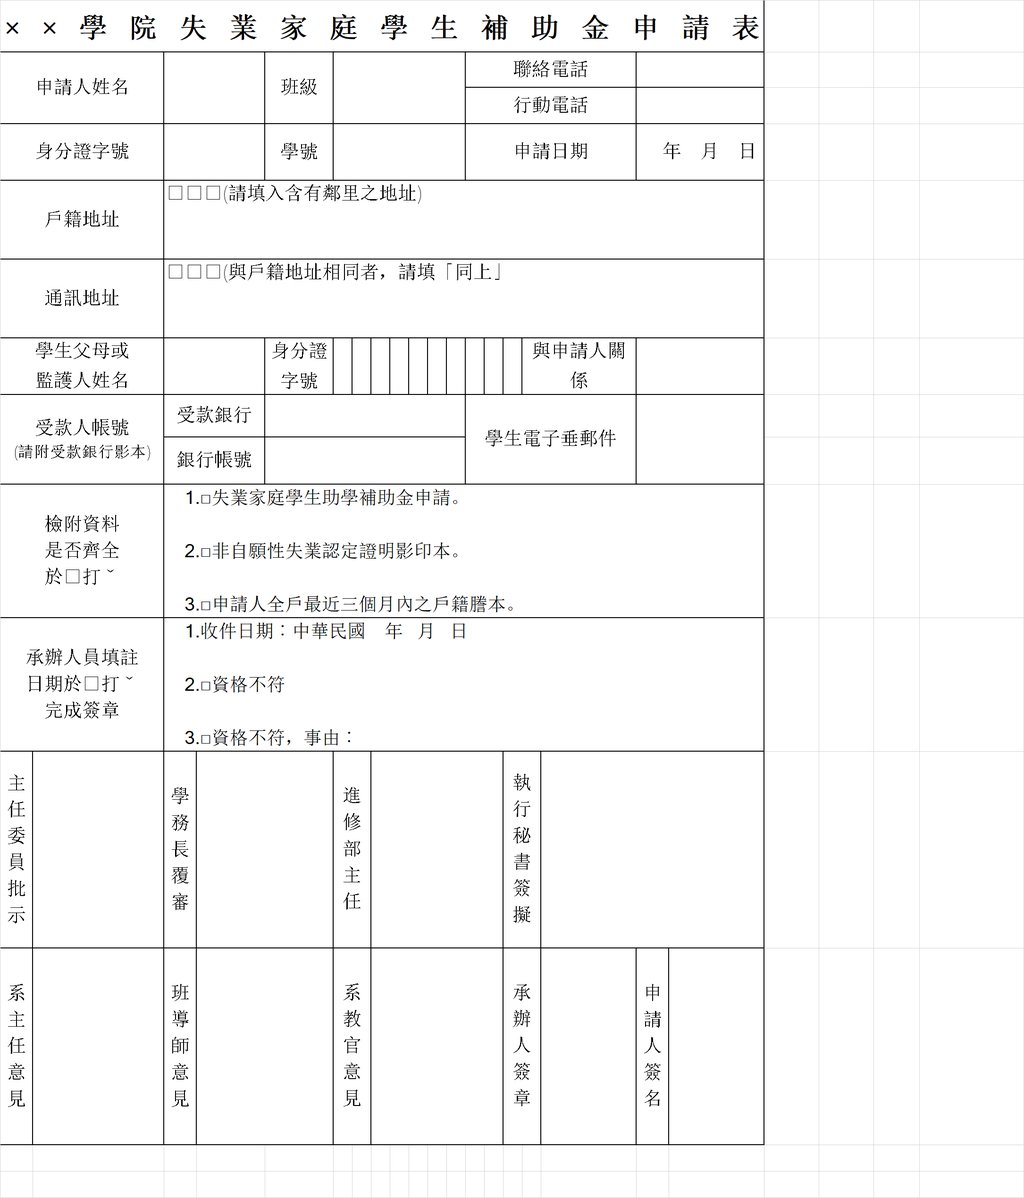 × × 學 院 失 業 家 庭 學 生 補 助 金 申 請 表
申請人姓名
班級
聯絡電話
行動電話
身分證字號
學號
申請日期
年 月 日
戶籍地址
□□□(請填入含有鄰里之地址)
通訊地址
□□□(與戶籍地址相同者，請填「同上」
學生父母或
監護人姓名
身分證
字號
與申請人關
係
受款人帳號
(請附受款銀行影本)
受款銀行
銀行帳號
學生電子垂郵件
檢附資料
是否齊全
於□打ˇ
1.□失業家庭學生助學補助金申請。
2.□非自願性失業認定證明影印本。
3.□申請人全戶最近三個月內之戶籍謄本。
承辦人員填註
日期於□打ˇ
完成簽章
1.收件日期：中華民國 年 月 日
2.□資格不符
3.□資格不符，事由：
主任委員批示
學務長覆審
進修部主任
執行秘書簽擬
系主任意見
班導師意見
系教官意見
承辦人簽章
申請人簽名